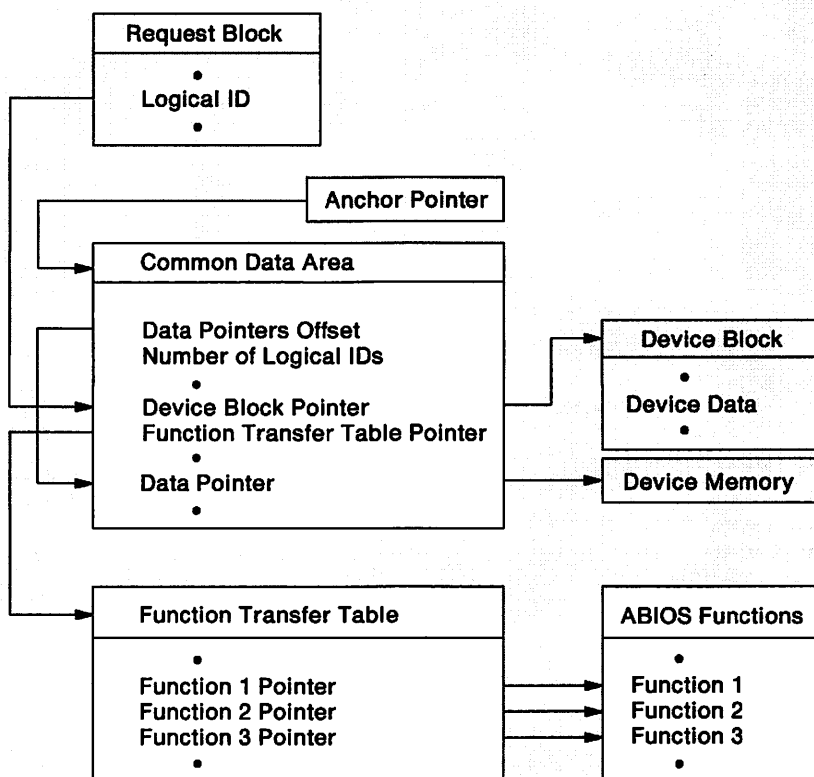 Request Block
•
Logical ID
•
Anchor Pointer
Common Data Area
Data Pointers Offset
Number of Logical IDs
•
Device Block Pointer
Function Transfer Table Pointer
•
Data Pointer
•
Device Block
•
Device Data
•
Device Memory
Function Transfer Table
•
Function 1 Pointer
Function 2 Pointer
Function 3 Pointer
•
ABIOS Functions
•
Function 1
Function 2
Function 3
•